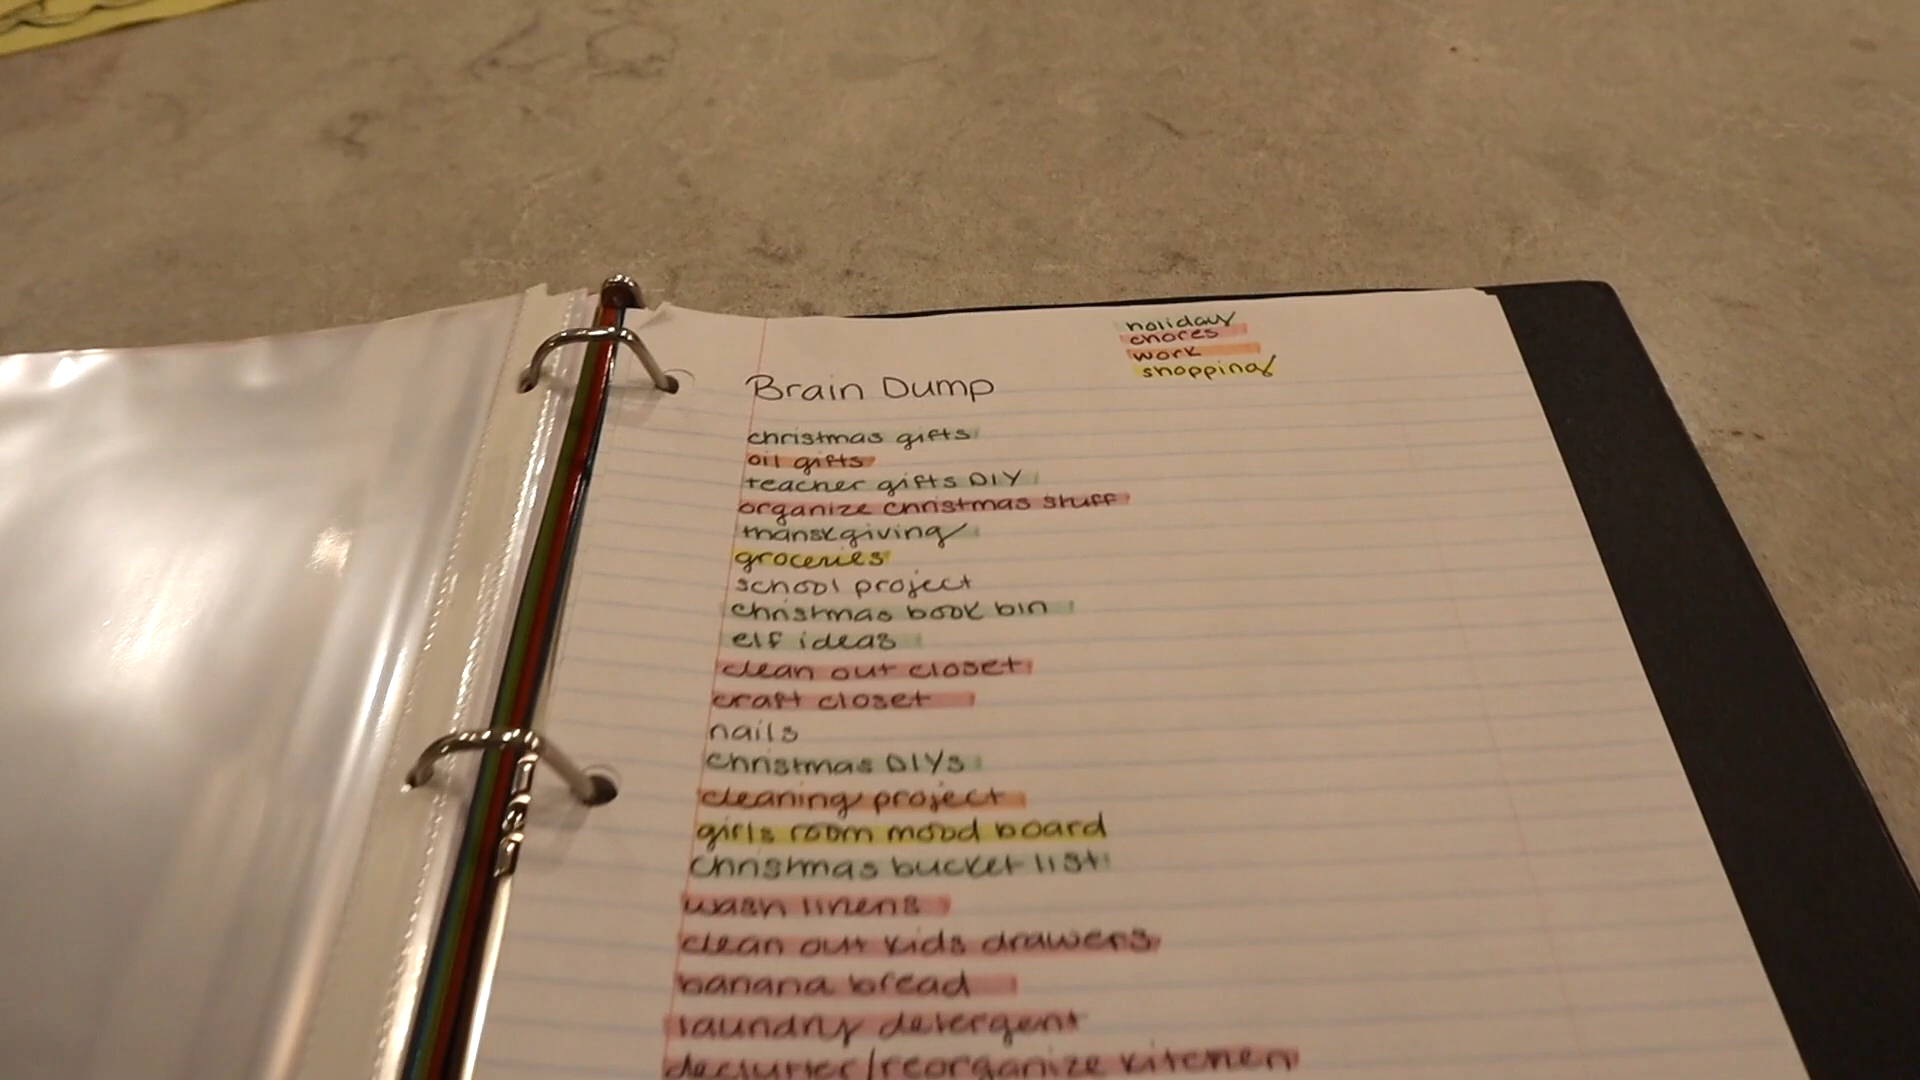 holiday
chores
work
shopping
Brain Dump
christmas gifts
oil gifts
teacher gifts DIY
organize christmas stuff
thanskgiving
groceries
school project
christmas book bin
elf ideas
clean out closet
craft closet
nails
christmas DIYs
cleaning project
girls room mood board
christmas bucket list
wash linens
clean out kids drawers
banana bread
laundry detergent
declutter/reorganize kitchen